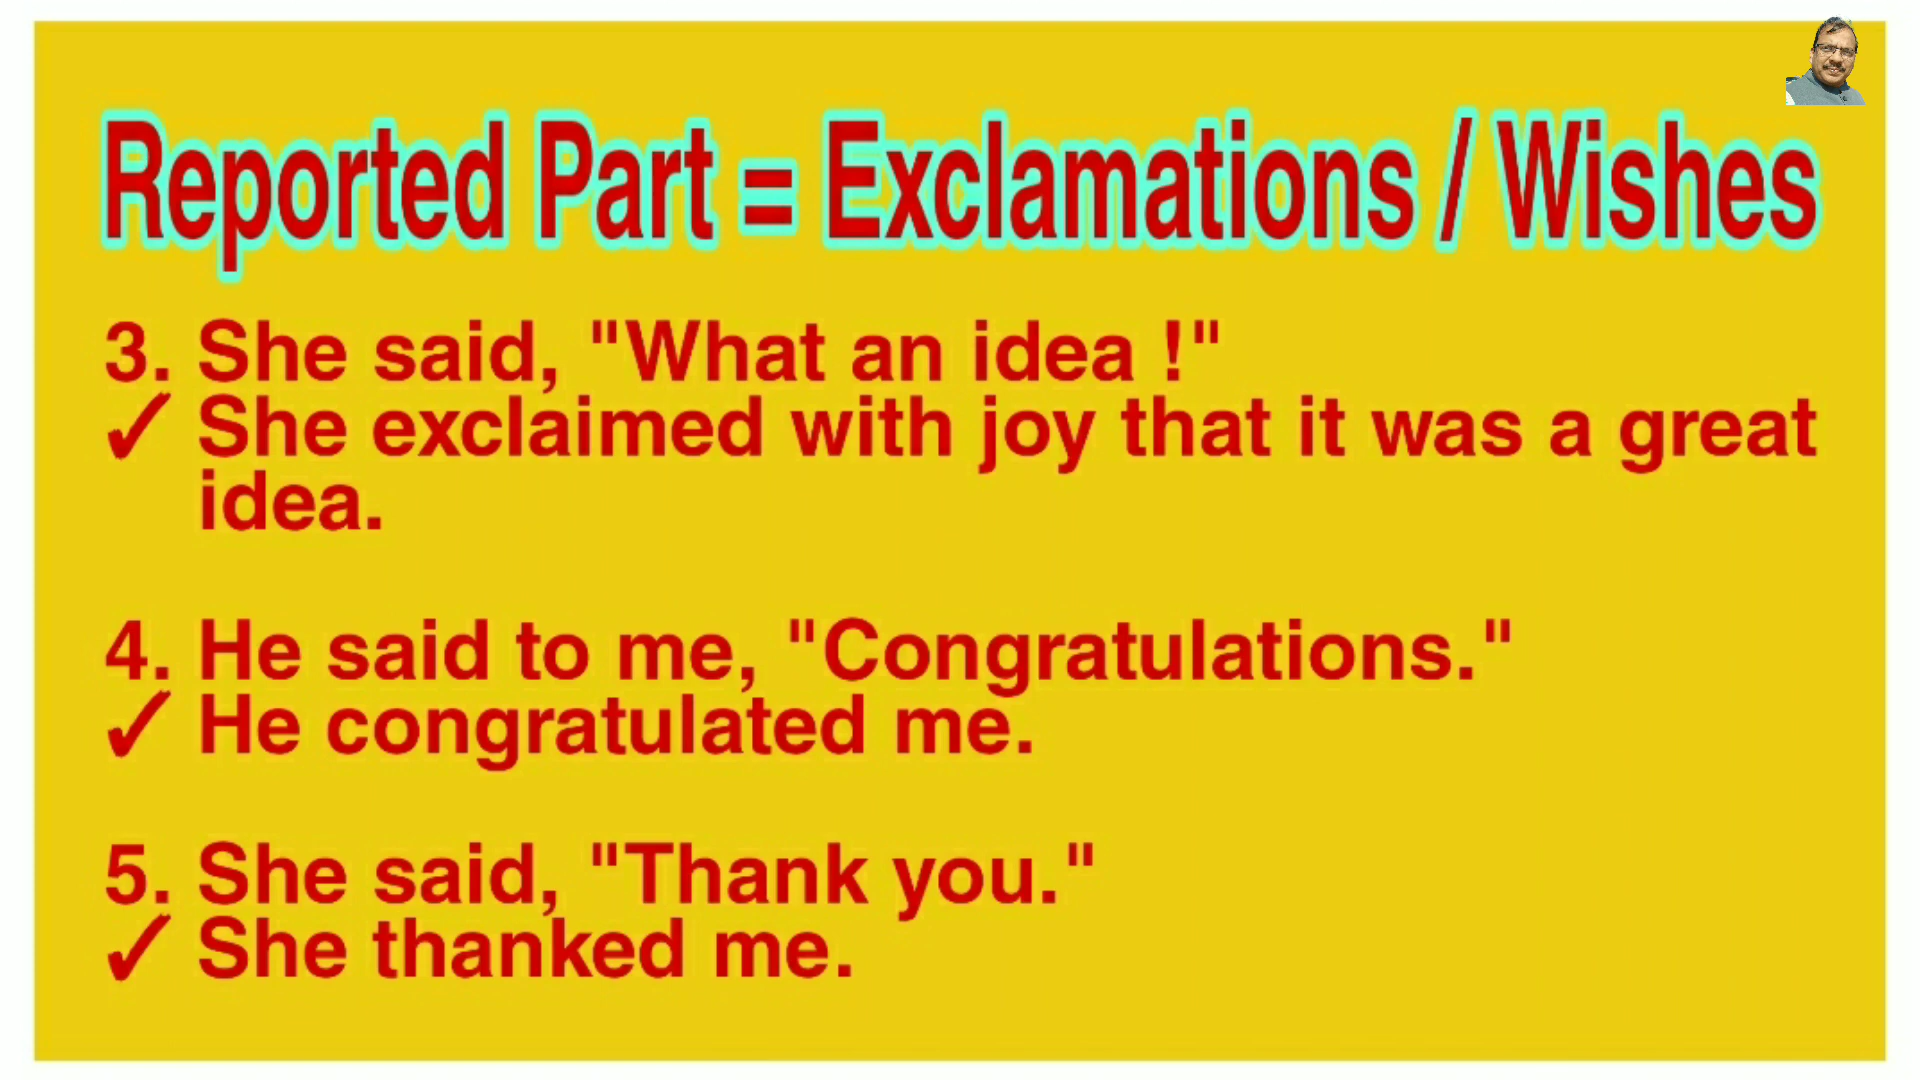 Reported Part = Exclamations / Wishes
3. She said, "What an idea !"
✓ She exclaimed with joy that it was a great
idea.
4. He said to me, "Congratulations."
✓ He congratulated me.
5. She said, "Thank you."
✓ She thanked me.